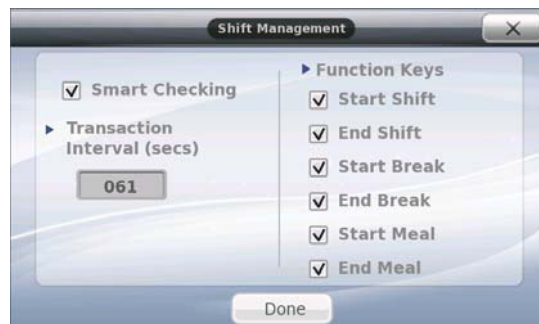 Shift Management
Smart Checking
Transaction
Interval (secs)
061
Function Keys
Start Shift
End Shift
Start Break
End Break
Start Meal
End Meal
Done